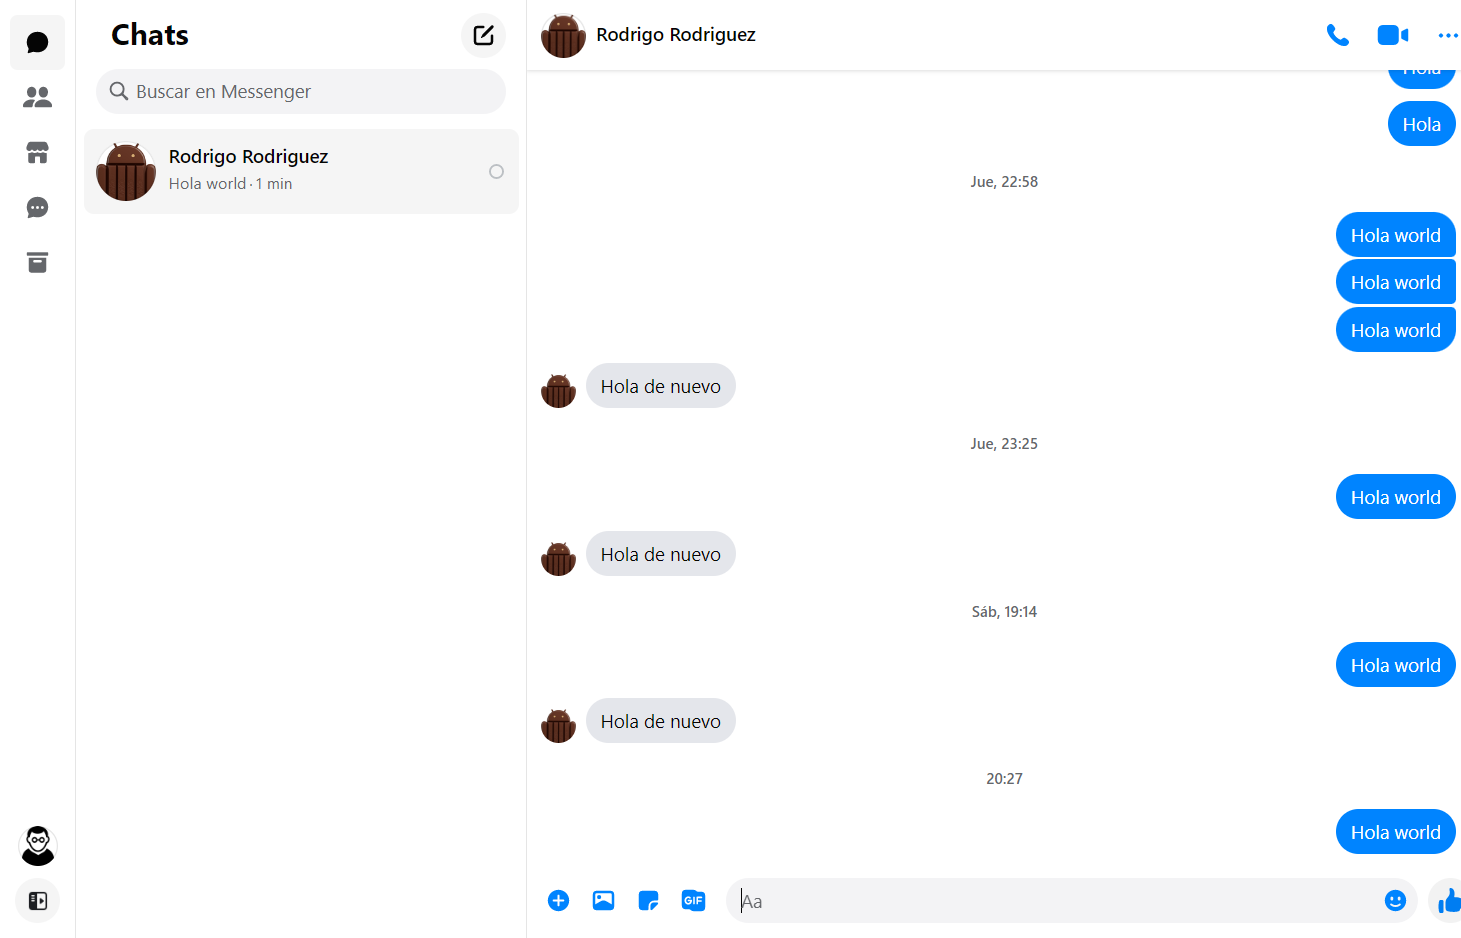 Chats
Buscar en Messenger
Rodrigo Rodriguez
Hola world · 1 min
Rodrigo Rodriguez
Hola
Hola
Jue, 22:58
Hola world
Hola world
Hola world
Hola de nuevo
Jue, 23:25
Hola world
Hola de nuevo
Sáb, 19:14
Hola world
Hola de nuevo
20:27
Hola world
GIF
Aa